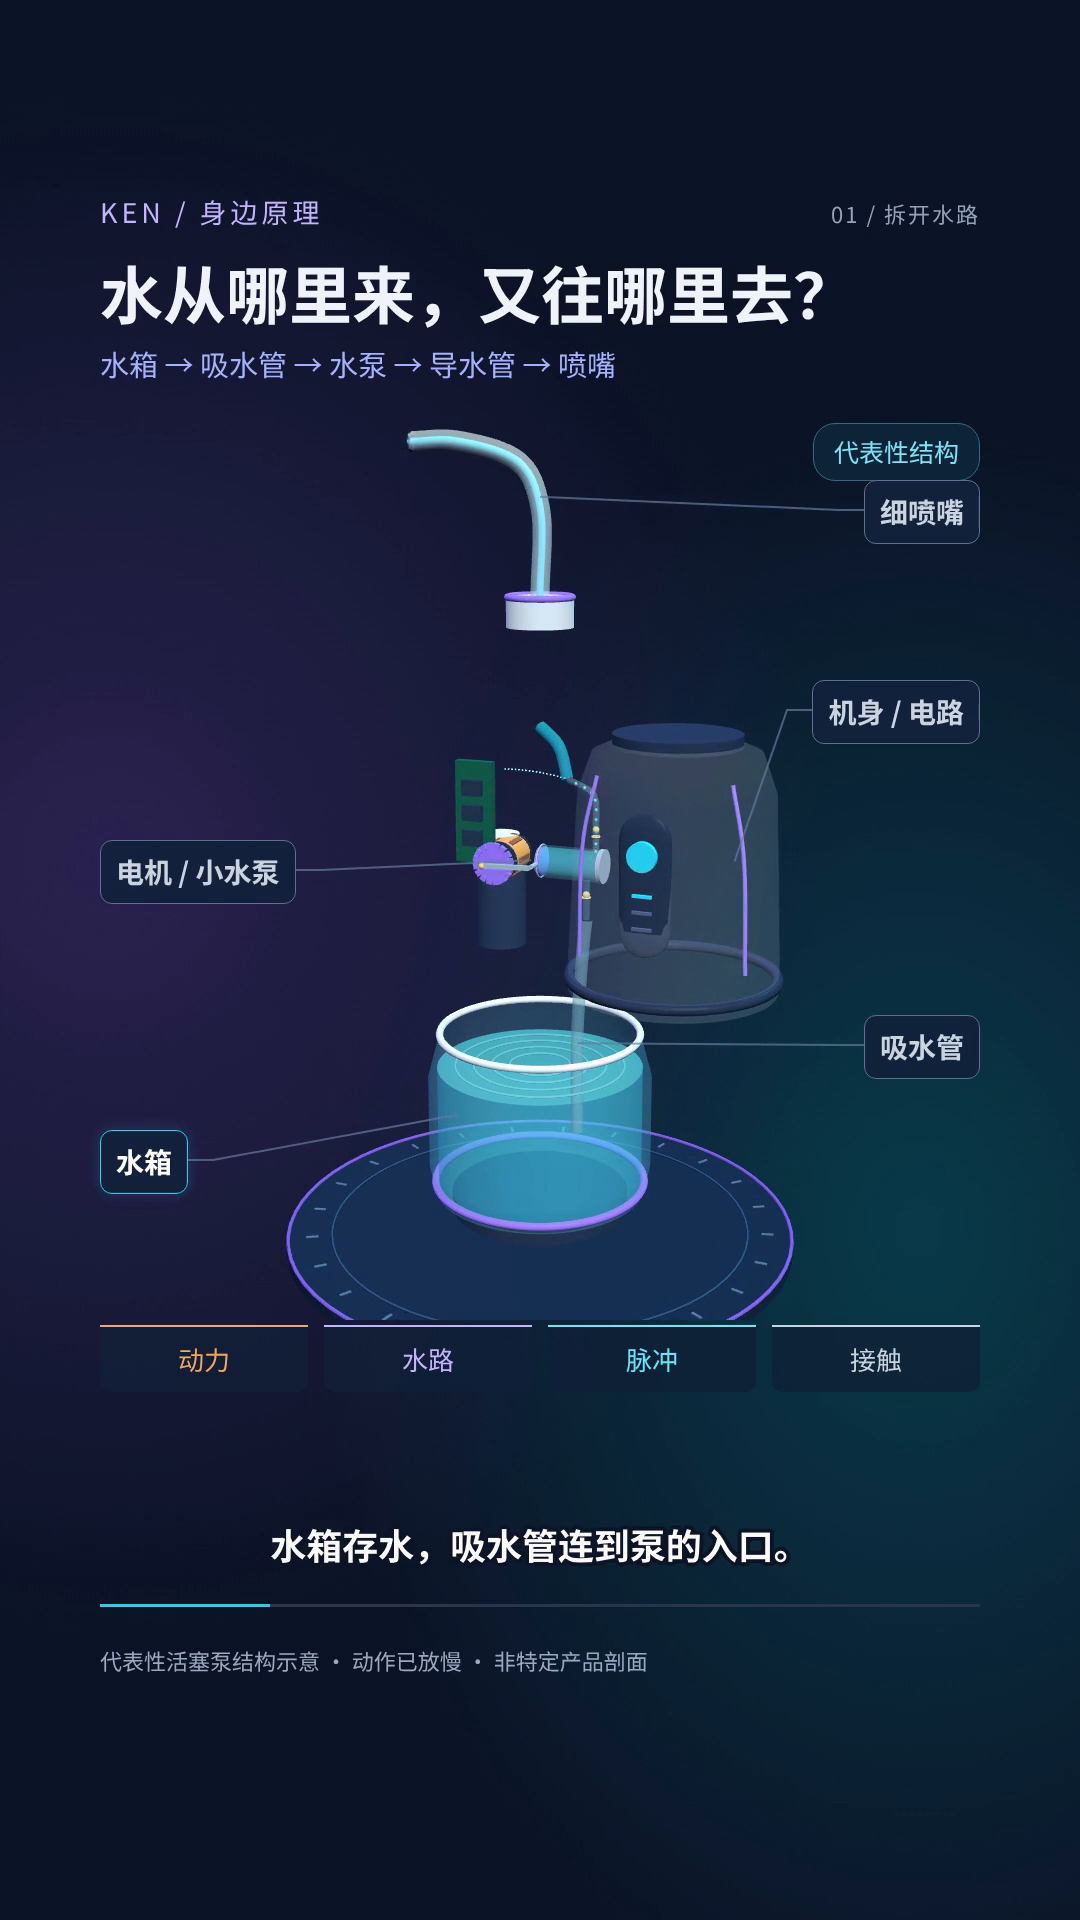 KEN / 身边原理
01 / 拆开水路
水从哪里来，又往哪里去？
水箱 → 吸水管 → 水泵 → 导水管 → 喷嘴
代表性结构
细喷嘴
机身 / 电路
电机 / 小水泵
吸水管
水箱
动力
水路
脉冲
接触
水箱存水，吸水管连到泵的入口。
代表性活塞泵结构示意 · 动作已放慢 · 非特定产品剖面